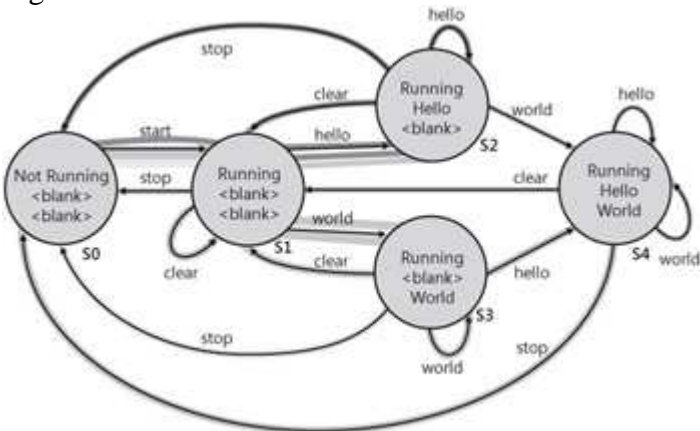 hello
stop
Running
Hello
<blank>
S2
clear
world
hello
start
hello
Not Running
<blank>
<blank>
S0
stop
Running
<blank>
<blank>
S1
clear
Running
Hello
World
S4
world
world
clear
clear
Running
<blank>
World
S3
hello
stop
world
stop